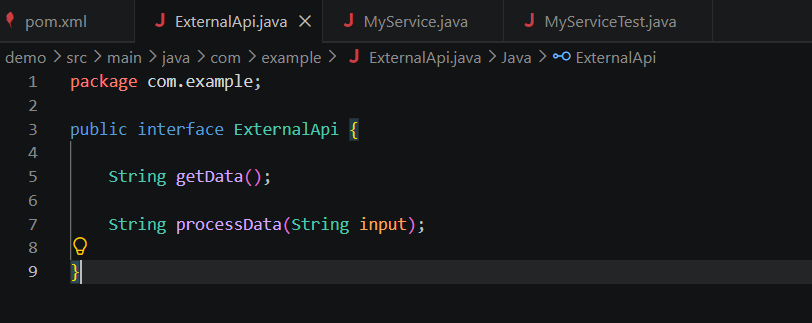 pom.xml
ExternalApi.java
MyService.java
MyServiceTest.java
demo > src > main > java > com > example > ExternalApi.java > Java > ExternalApi
1 package com.example;
2
3 public interface ExternalApi {
4
5 String getData();
6
7 String processData(String input);
8
9 }